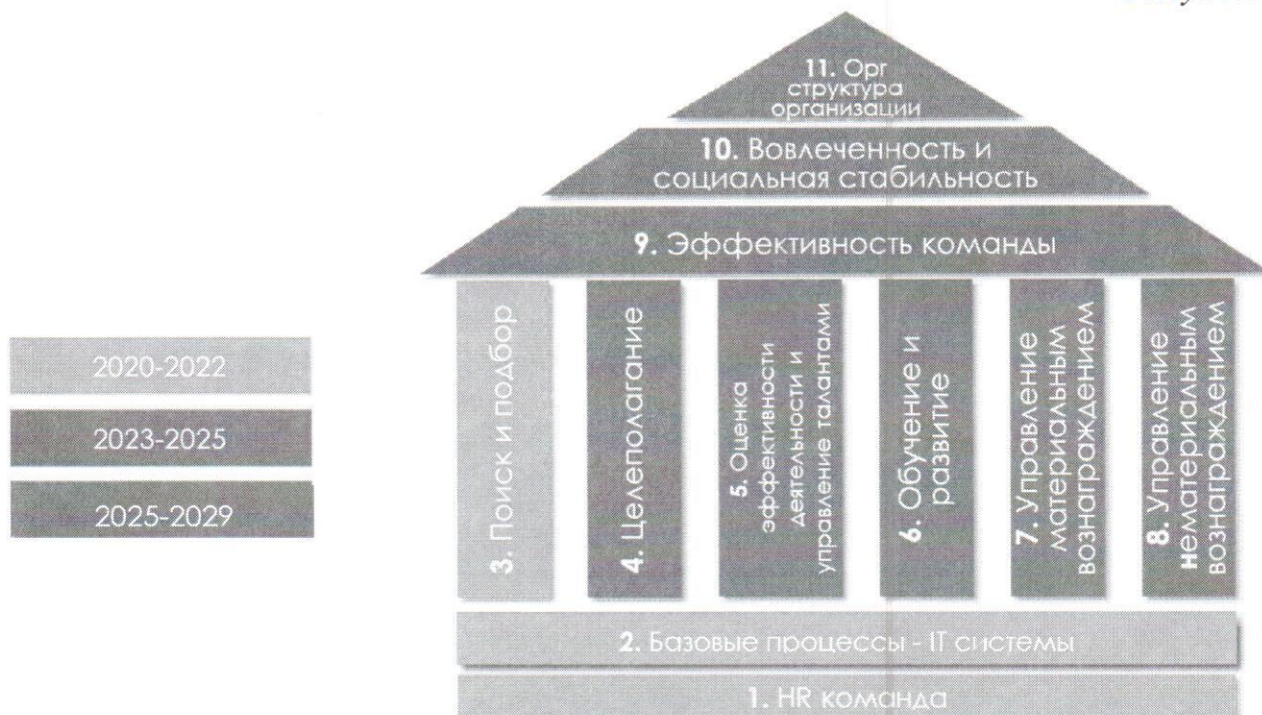 11. Орг
структура
организации
10. Вовлеченность и
социальная стабильность
9. Эффективность команды
2020-2022
2023-2025
2025-2029
3. Поиск и подбор
4. Целеполагание
5. Оценка
эффективности
деятельности и
управление талантами
6. Обучение и
развитие
7. Управление
материальным
вознаграждением
8. Управление
нематериальным
вознаграждением
2. Базовые процессы - IT системы
1. HR команда